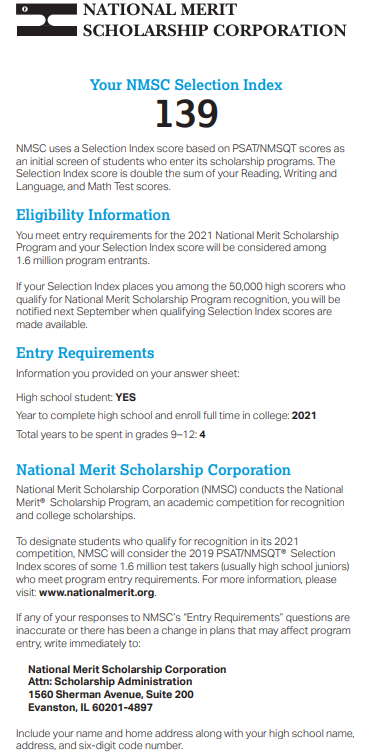 NATIONAL MERIT
SCHOLARSHIP CORPORATION
Your NMSC Selection Index
139
NMSC uses a Selection Index score based on PSAT/NMSQT scores as
an initial screen of students who enter its scholarship programs. The
Selection Index score is double the sum of your Reading, Writing and
Language, and Math Test scores.
Eligibility Information
You meet entry requirements for the 2021 National Merit Scholarship
Program and your Selection Index score will be considered among
1.6 million program entrants.
If your Selection Index places you among the 50,000 high scorers who
qualify for National Merit Scholarship Program recognition, you will be
notified next September when qualifying Selection Index scores are
made available.
Entry Requirements
Information you provided on your answer sheet:
High school student: YES
Year to complete high school and enroll full time in college: 2021
Total years to be spent in grades 9–12: 4
National Merit Scholarship Corporation
National Merit Scholarship Corporation (NMSC) conducts the National
Merit® Scholarship Program, an academic competition for recognition
and college scholarships.
To designate students who qualify for recognition in its 2021
competition, NMSC will consider the 2019 PSAT/NMSQT® Selection
Index scores of some 1.6 million test takers (usually high school juniors)
who meet program entry requirements. For more information, please
visit: www.nationalmerit.org.
If any of your responses to NMSC's “Entry Requirements” questions are
inaccurate or there has been a change in plans that may affect program
entry, write immediately to:
National Merit Scholarship Corporation
Attn: Scholarship Administration
1560 Sherman Avenue, Suite 200
Evanston, IL 60201-4897
Include your name and home address along with your high school name,
address, and six-digit code number.